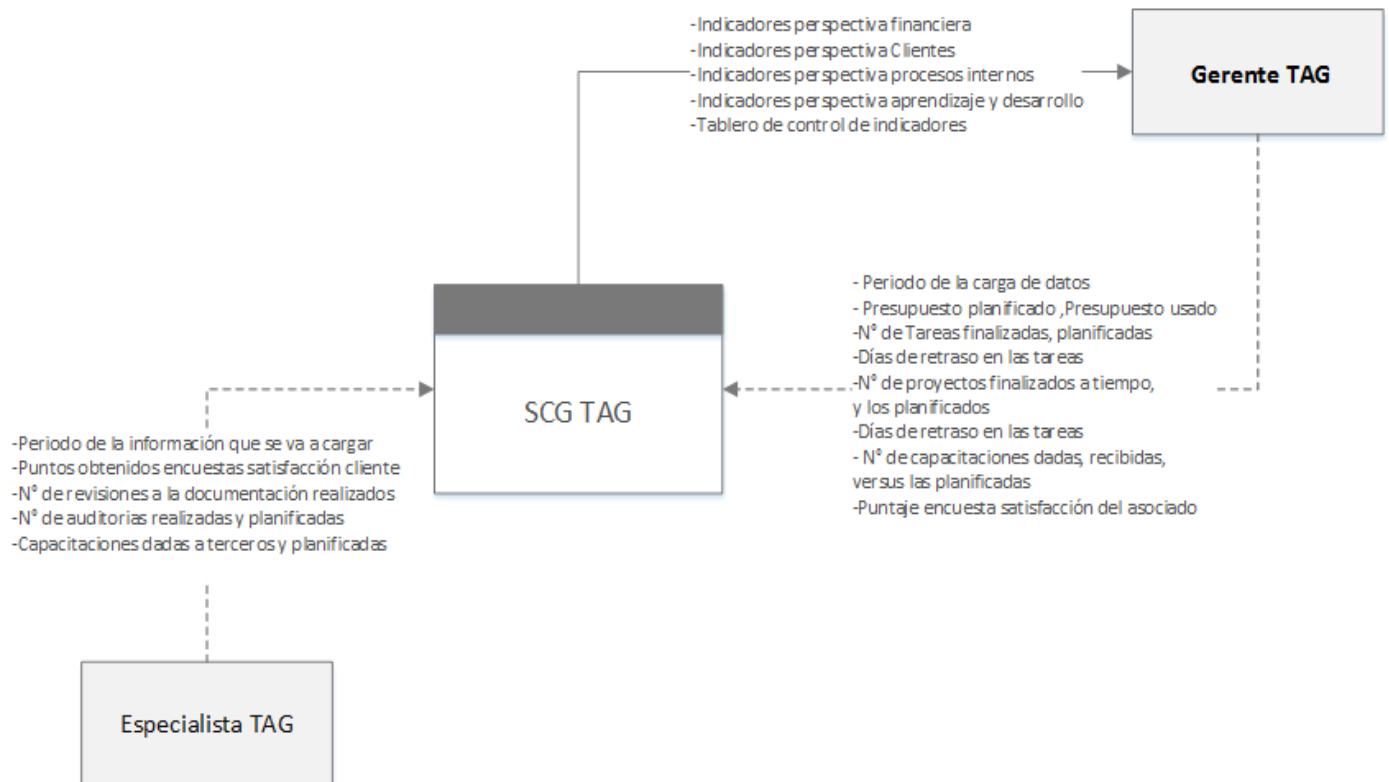 -Indicadores perspectiva financiera
-Indicadores perspectiva Clientes
-Indicadores perspectiva procesos internos
-Indicadores perspectiva aprendizaje y desarrollo
-Tablero de control de indicadores
Gerente TAG
- Periodo de la carga de datos
- Presupuesto planificado ,Presupuesto usado
-N° de Tareas finalizadas, planificadas
-Días de retraso en las tareas
-N° de proyectos finalizados a tiempo,
y los planificados
-Días de retraso en las tareas
- N° de capacitaciones dadas, recibidas,
versus las planificadas
-Puntaje encuesta satisfacción del asociado
SCG TAG
-Periodo de la información que se va a cargar
-Puntos obtenidos encuestas satisfacción cliente
-N° de revisiones a la documentación realizados
-N° de auditorias realizadas y planificadas
-Capacitaciones dadas a terceros y planificadas
Especialista TAG